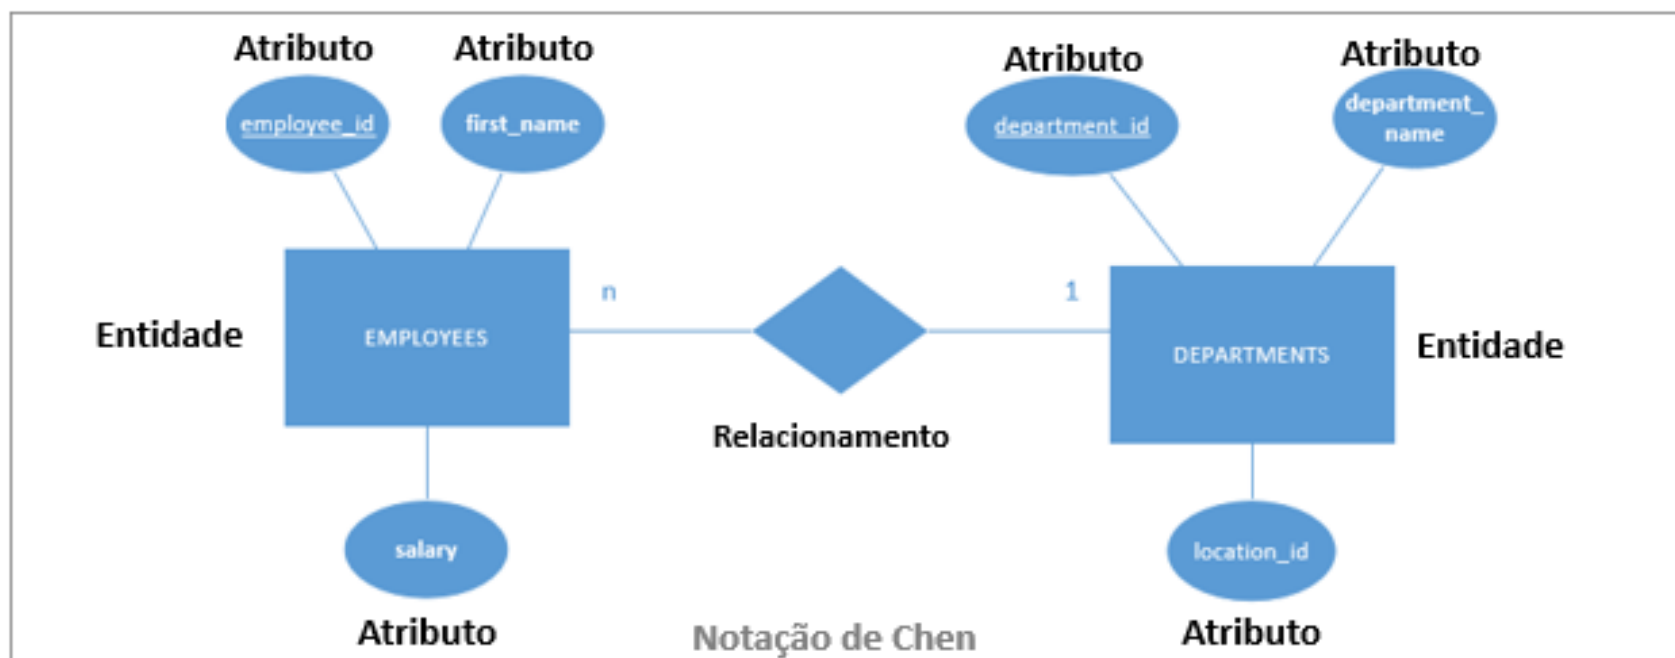 Atributo
Atributo
Atributo
Atributo
employee_id
first_name
department_id
department_
name
n
1
Entidade
EMPLOYEES
DEPARTMENTS
Entidade
Relacionamento
salary
location_id
Atributo
Notação de Chen
Atributo